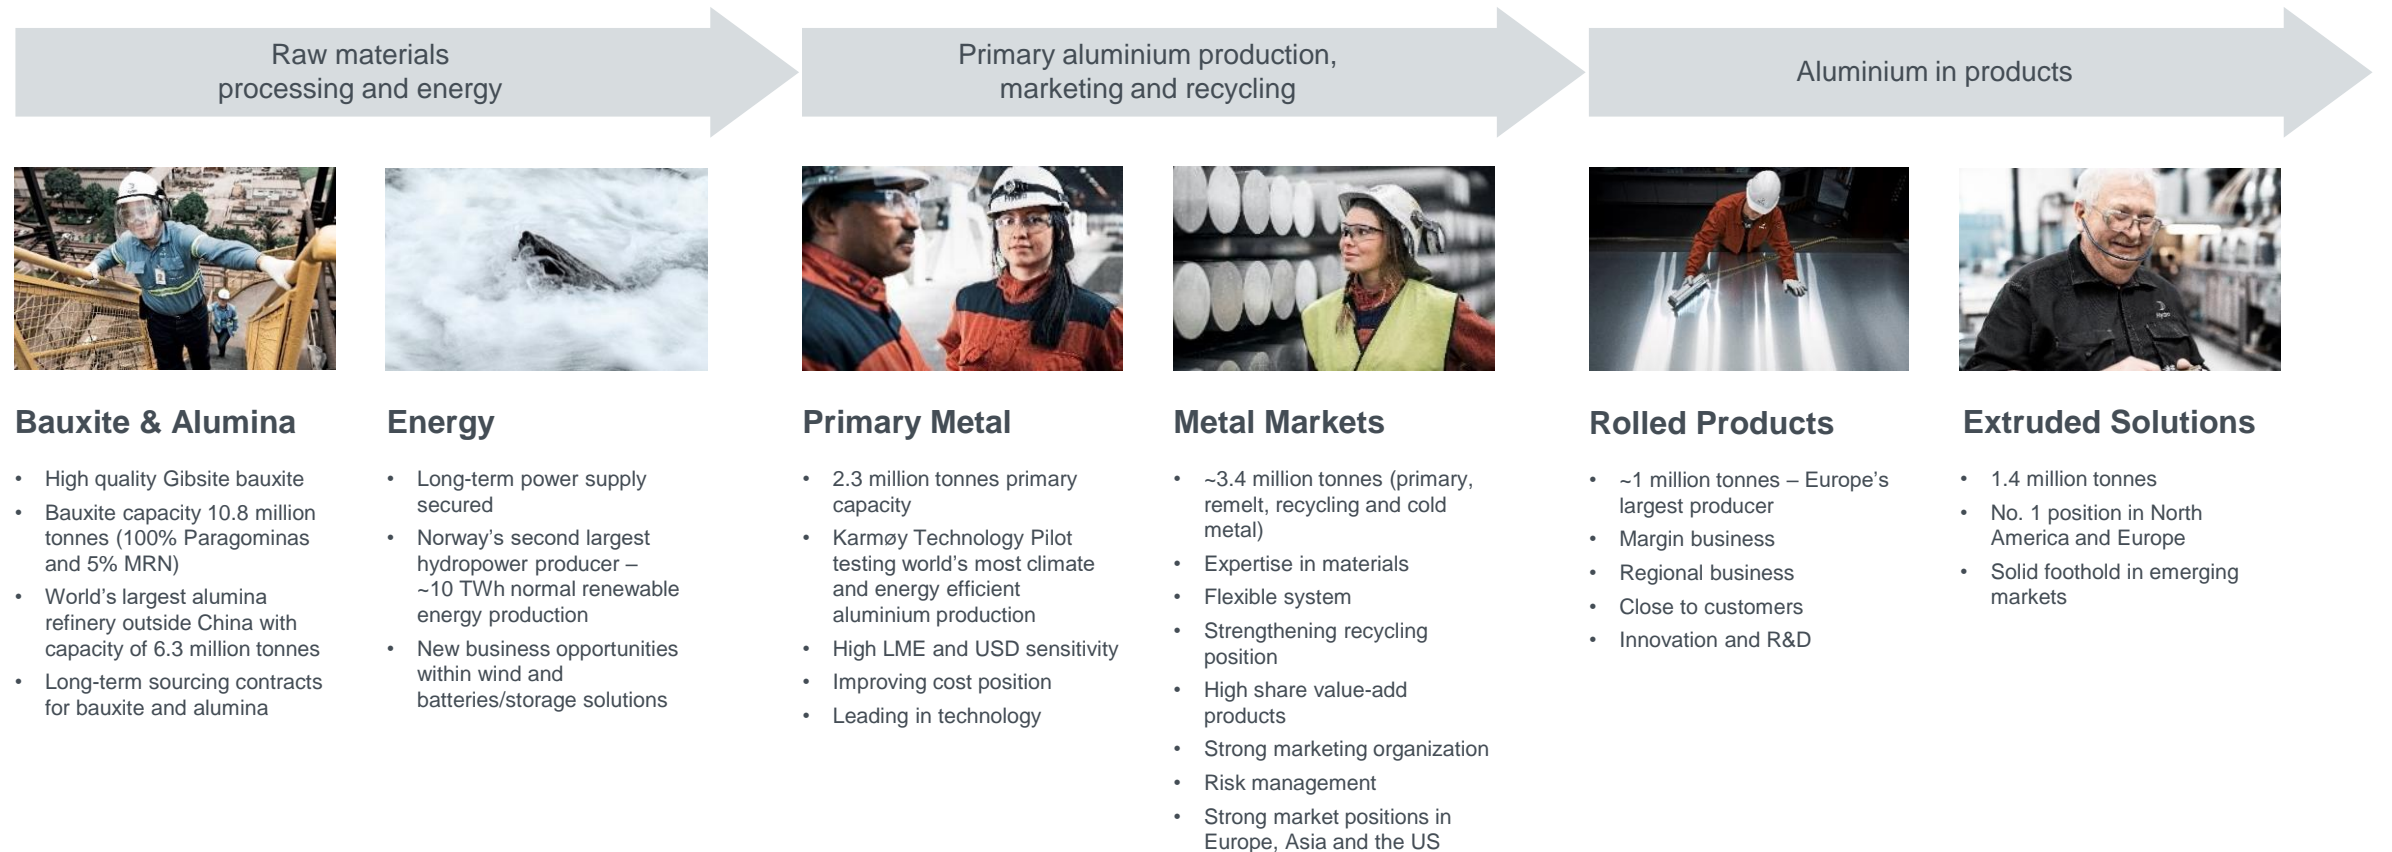 Raw materials
processing and energy
Primary aluminium production,
marketing and recycling
Aluminium in products
Bauxite & Alumina
• High quality Gibsite bauxite
• Bauxite capacity 10.8 million
tonnes (100% Paragominas
and 5% MRN)
• World’s largest alumina
refinery outside China with
capacity of 6.3 million tonnes
• Long-term sourcing contracts
for bauxite and alumina
Energy
• Long-term power supply
secured
• Norway’s second largest
hydropower producer –
~10 TWh normal renewable
energy production
• New business opportunities
within wind and
batteries/storage solutions
Primary Metal
• 2.3 million tonnes primary
capacity
• Karmøy Technology Pilot
testing world’s most climate
and energy efficient
aluminium production
• High LME and USD sensitivity
• Improving cost position
• Leading in technology
Metal Markets
• ~3.4 million tonnes (primary,
remelt, recycling and cold
metal)
• Expertise in materials
• Flexible system
• Strengthening recycling
position
• High share value-add
products
• Strong marketing organization
• Risk management
• Strong market positions in
Europe, Asia and the US
Rolled Products
• ~1 million tonnes – Europe’s
largest producer
• Margin business
• Regional business
• Close to customers
• Innovation and R&D
Extruded Solutions
• 1.4 million tonnes
• No. 1 position in North
America and Europe
• Solid foothold in emerging
markets
Hydro
Hydro